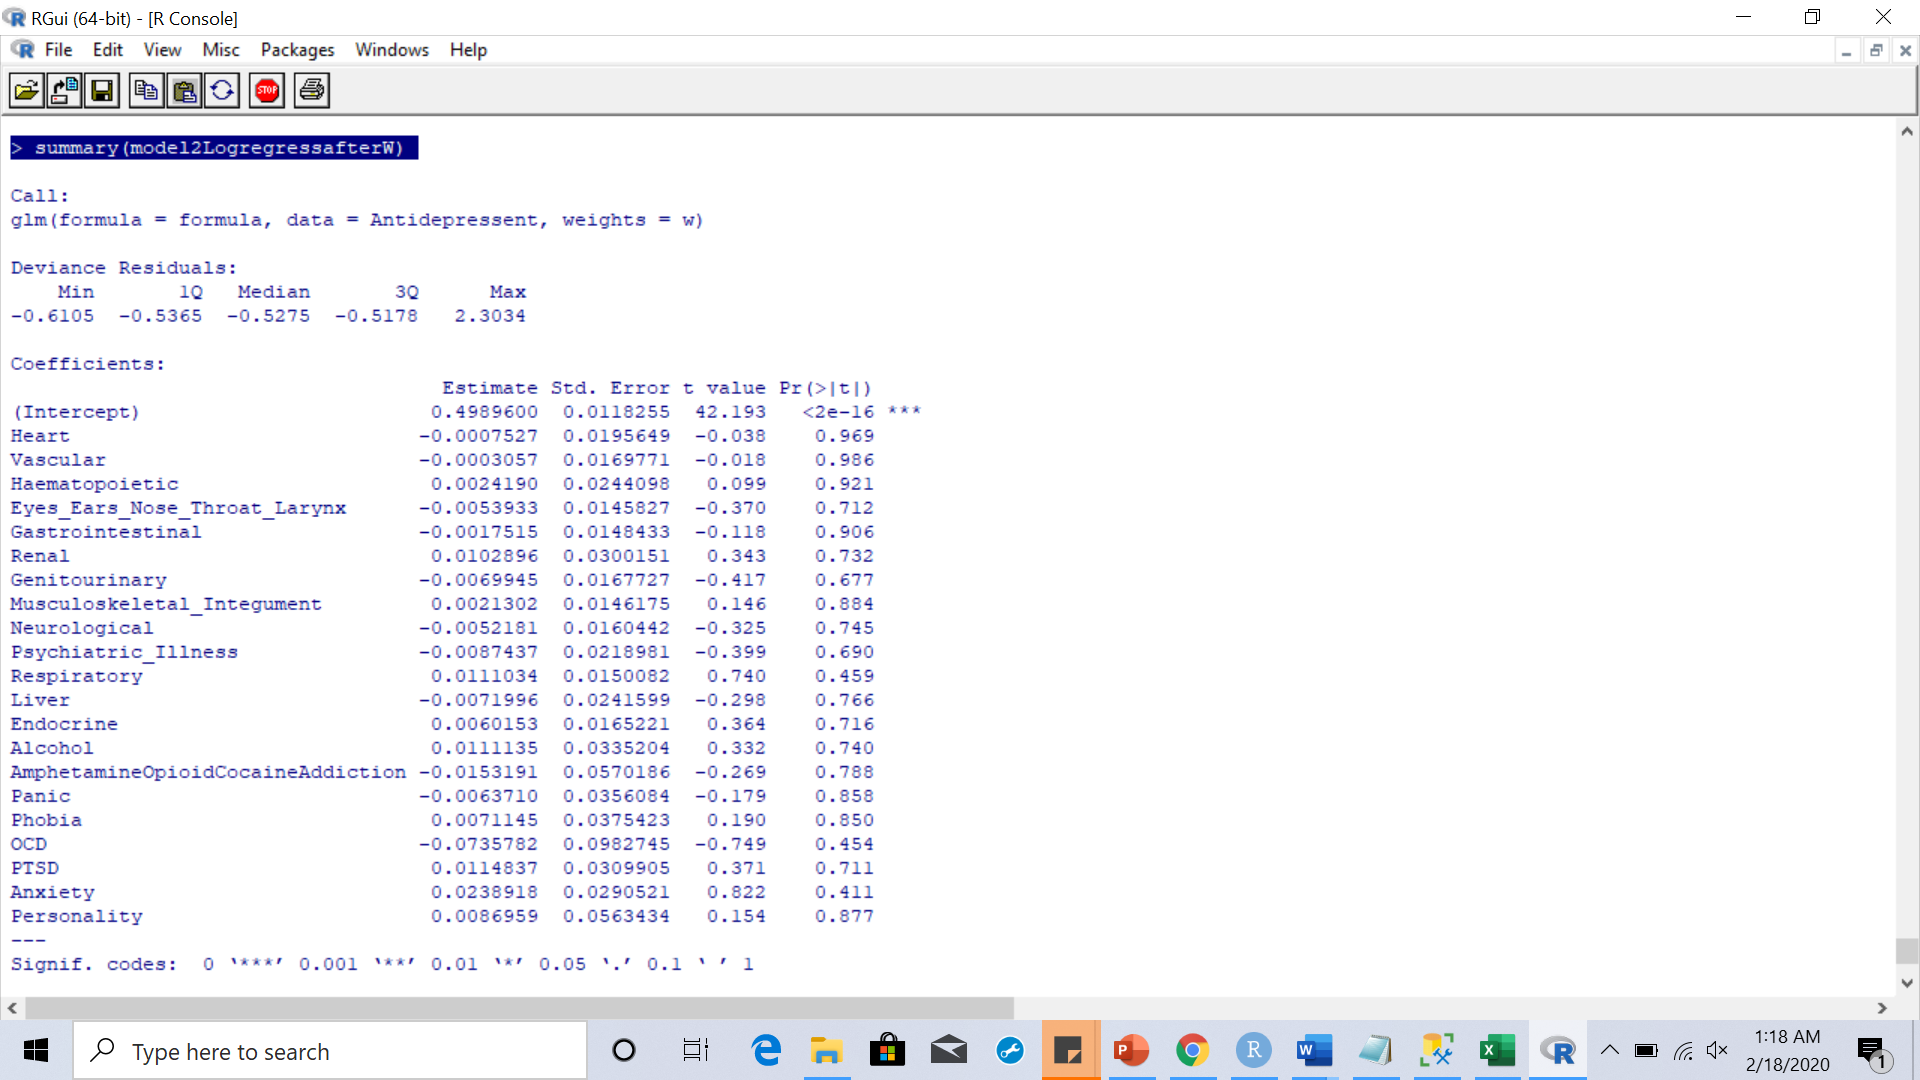 RGui (64-bit) - [R Console]
File Edit View Misc Packages Windows Help
STOP
> summary(model2LogregressafterW)
Call:
glm(formula = formula, data = Antidepressent, weights = w)
Deviance Residuals:
Min 1Q Median 3Q Max
-0.6105 -0.5365 -0.5275 -0.5178 2.3034
Coefficients:
Estimate Std. Error t value Pr(>|t|)
(Intercept) 0.4989600 0.0118255 42.193 <2e-16 ***
Heart -0.0007527 0.0195649 -0.038 0.969
Vascular -0.0003057 0.0169771 -0.018 0.986
Haematopoietic 0.0024190 0.0244098 0.099 0.921
Eyes_Ears_Nose_Throat_Larynx -0.0053933 0.0145827 -0.370 0.712
Gastrointestinal -0.0017515 0.0148433 -0.118 0.906
Renal 0.0102896 0.0300151 0.343 0.732
Genitourinary -0.0069945 0.0167727 -0.417 0.677
Musculoskeletal_Integument 0.0021302 0.0146175 0.146 0.884
Neurological -0.0052181 0.0160442 -0.325 0.745
Psychiatric_Illness -0.0087437 0.0218981 -0.399 0.690
Respiratory 0.0111034 0.0150082 0.740 0.459
Liver -0.0071996 0.0241599 -0.298 0.766
Endocrine 0.0060153 0.0165221 0.364 0.716
Alcohol 0.0111135 0.0335204 0.332 0.740
AmphetamineOpioidCocaineAddiction -0.0153191 0.0570186 -0.269 0.788
Panic -0.0063710 0.0356084 -0.179 0.858
Phobia 0.0071145 0.0375423 0.190 0.850
OCD -0.0735782 0.0982745 -0.749 0.454
PTSD 0.0114837 0.0309905 0.371 0.711
Anxiety 0.0238918 0.0290521 0.822 0.411
Personality 0.0086959 0.0563434 0.154 0.877
---
Signif. codes: 0 ‘***’ 0.001 ‘**’ 0.01 ‘*’ 0.05 ‘.’ 0.1 ‘ ’ 1
Type here to search
1:18 AM
2/18/2020
1